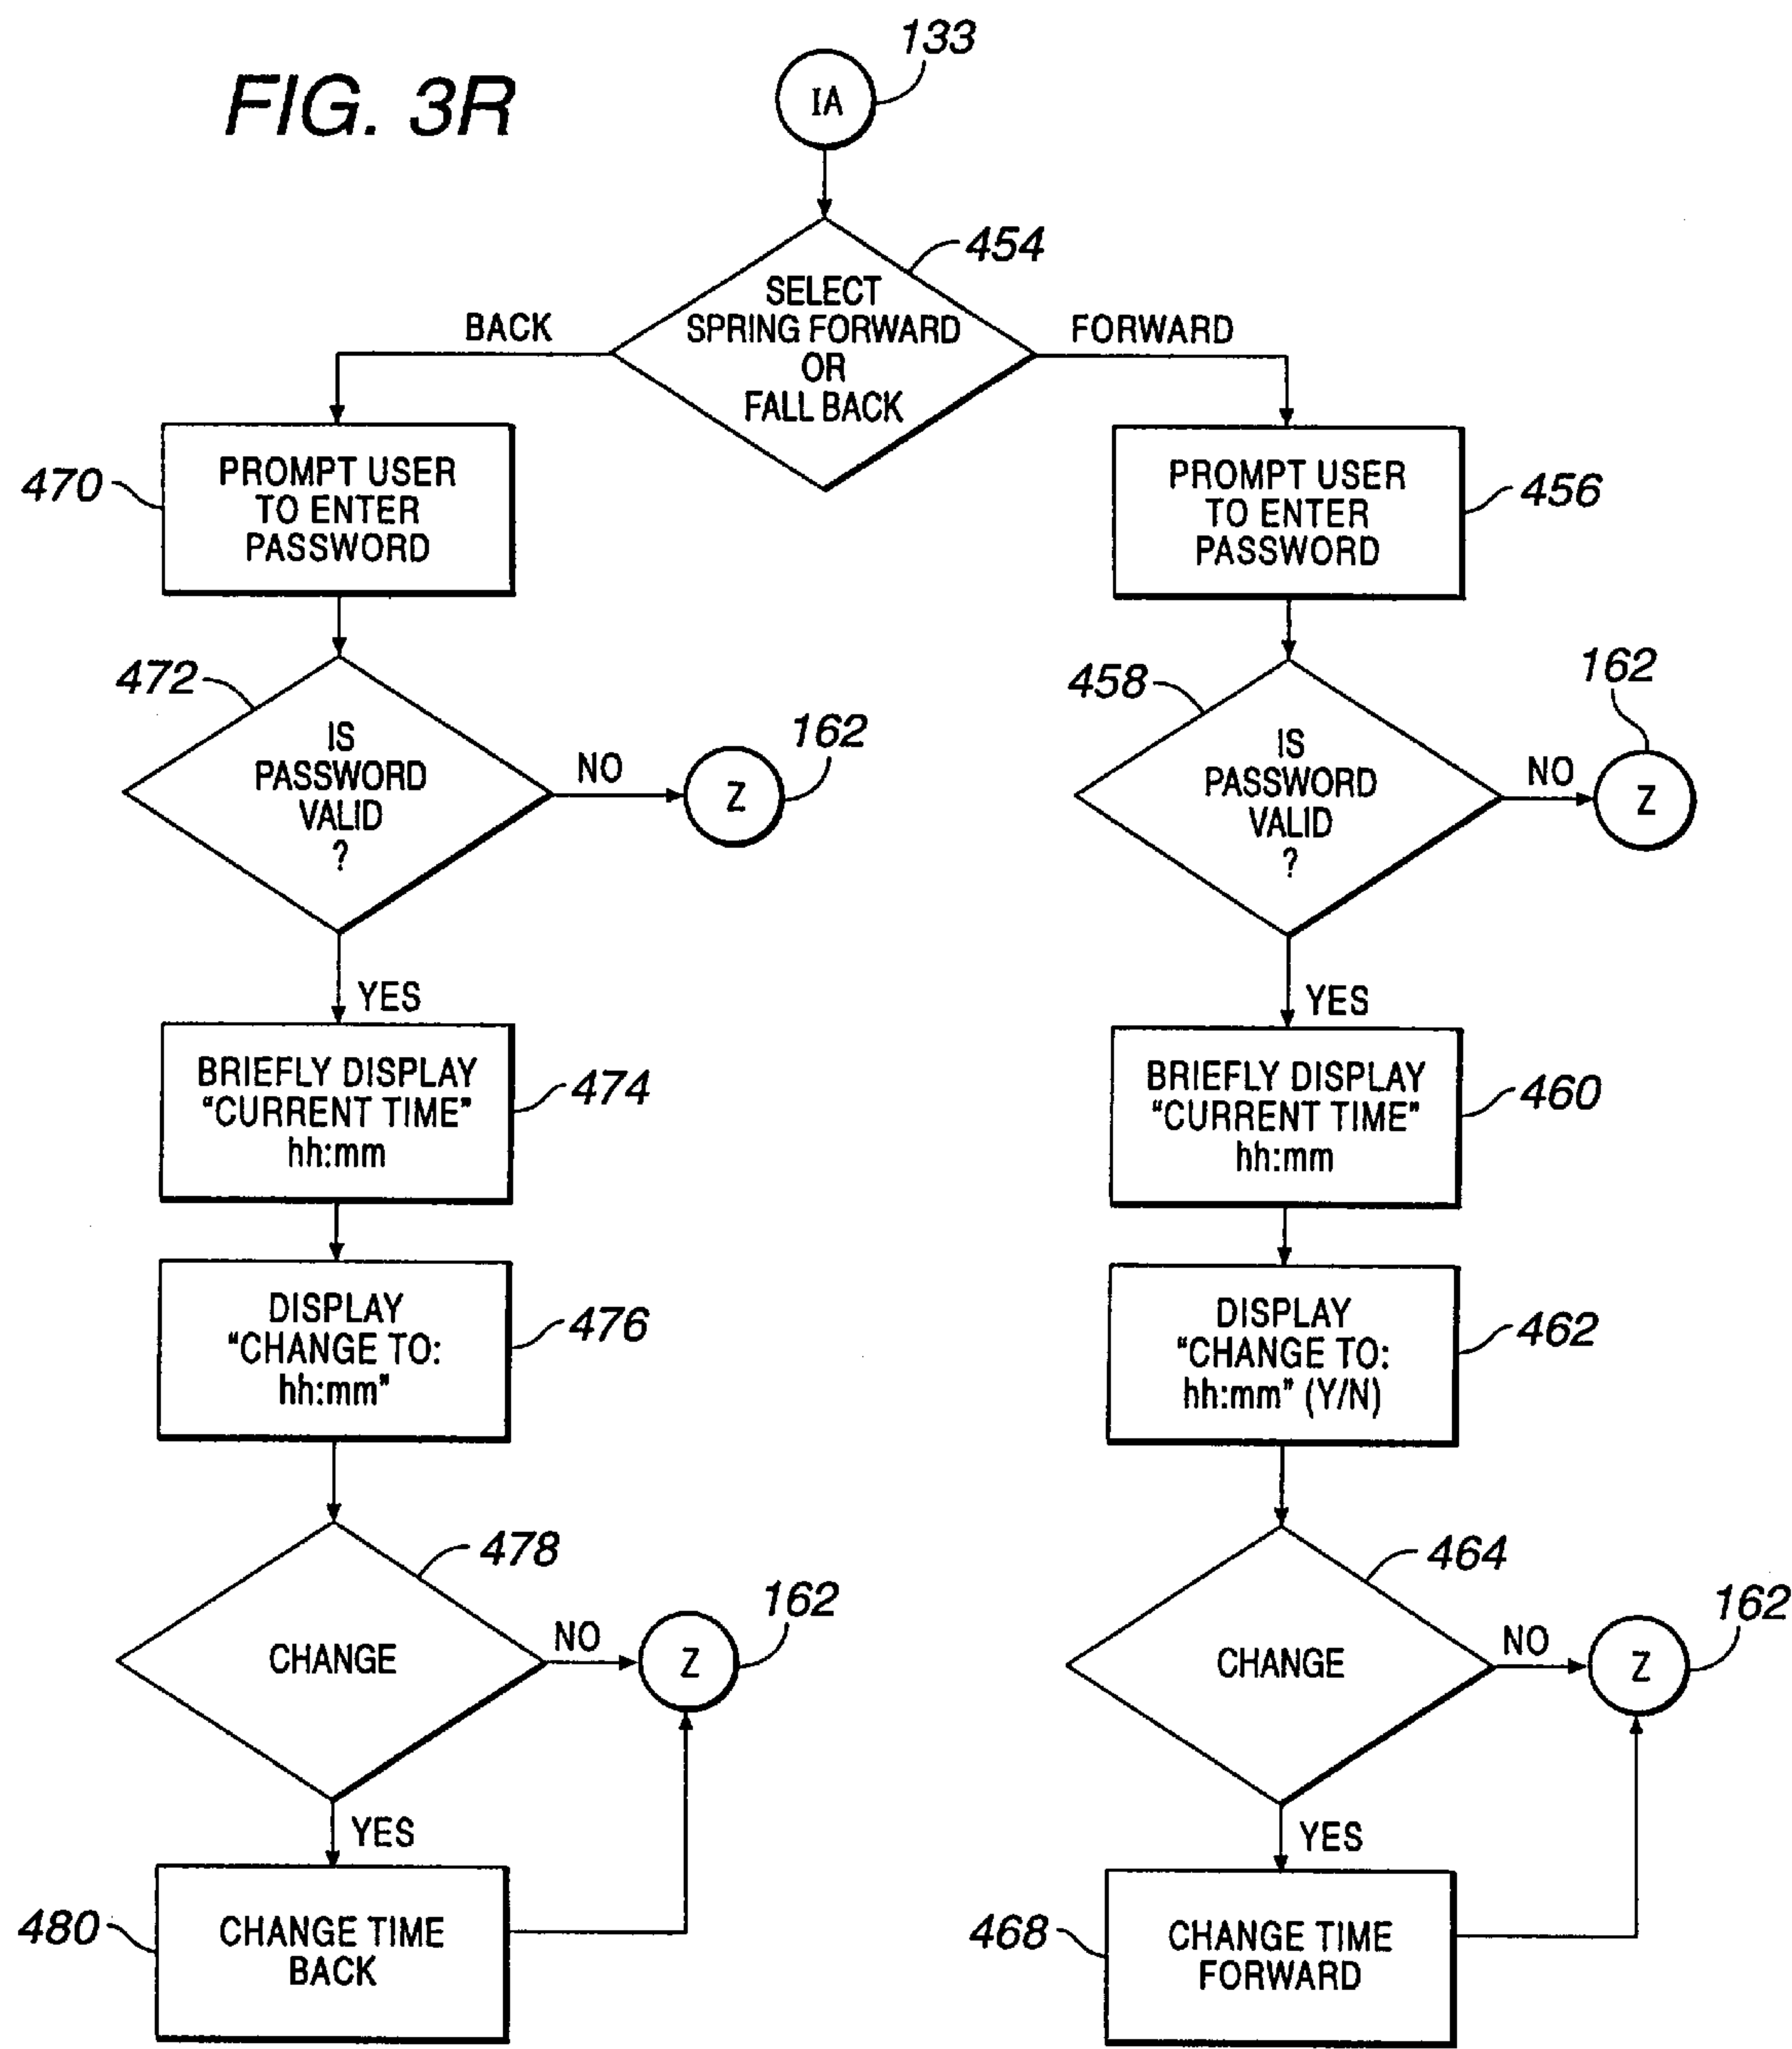 FIG. 3R
133
IA
454
SELECT
SPRING FORWARD
OR
FALL BACK
BACK
FORWARD
470
PROMPT USER
TO ENTER
PASSWORD
PROMPT USER
TO ENTER
PASSWORD
456
472
IS
PASSWORD
VALID
?
NO
Z
162
458
IS
PASSWORD
VALID
?
NO
Z
162
YES
YES
BRIEFLY DISPLAY
"CURRENT TIME"
hh:mm
474
BRIEFLY DISPLAY
"CURRENT TIME"
hh:mm
460
DISPLAY
"CHANGE TO:
hh:mm"
476
DISPLAY
"CHANGE TO:
hh:mm" (Y/N)
462
478
CHANGE
NO
Z
162
464
CHANGE
NO
Z
162
YES
YES
480
CHANGE TIME
BACK
468
CHANGE TIME
FORWARD